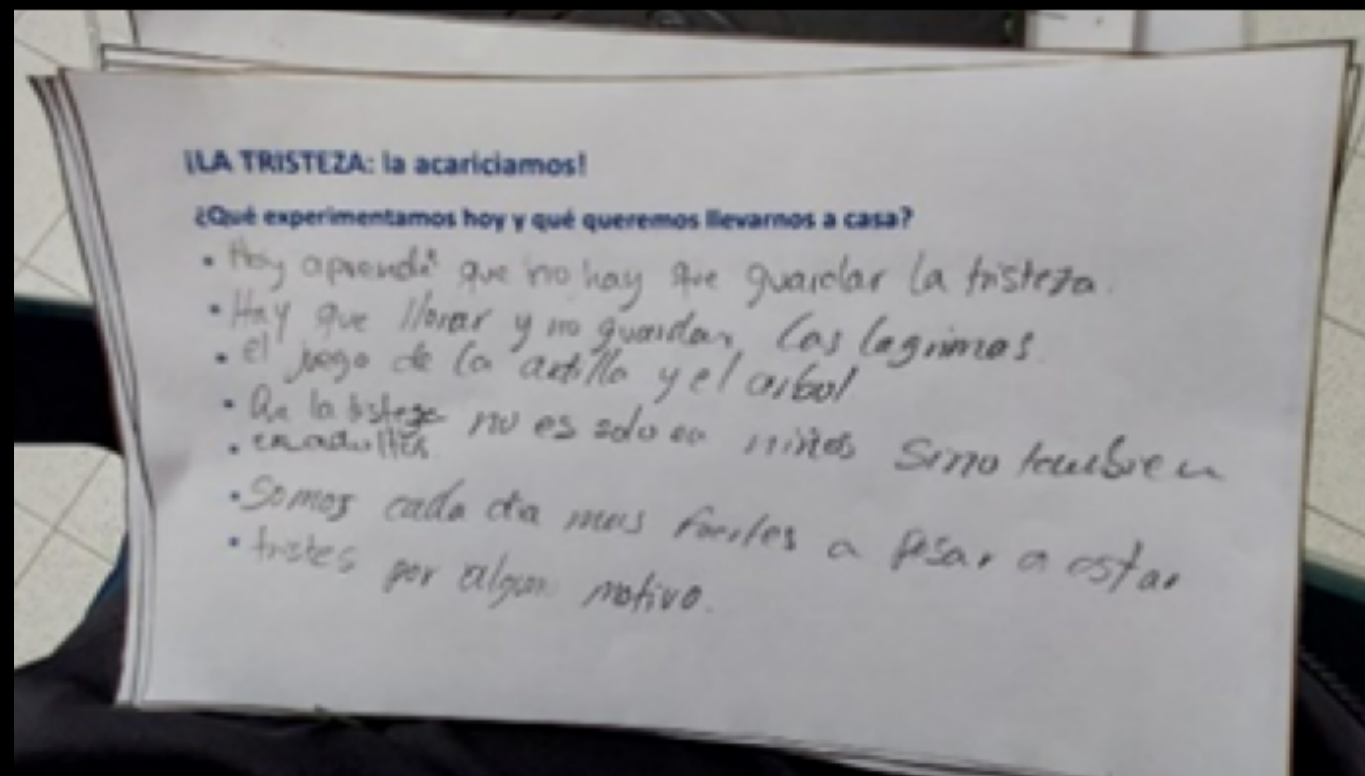 ¡LA TRISTEZA: la acariciamos!
¿Qué experimentamos hoy y qué queremos llevarnos a casa?
• Hoy aprendí que no hay que guardar la tristeza.
• Hay que llorar y no guardar las lagrimas.
• el juego de la ardilla y el arbol
• Que la tristeza no es solo en niños sino tambien
• en adultos
• Somos cada dia mas fuertes a pesar a estar
• tristes por algun motivo.